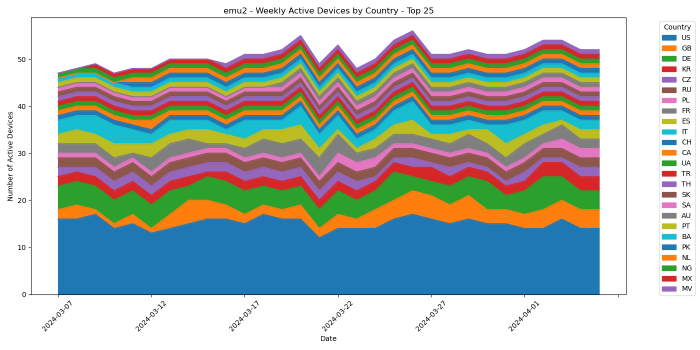 emu2 - Weekly Active Devices by Country - Top 25
Number of Active Devices
50
40
30
20
10
0
2024-03-07
2024-03-12
2024-03-17
2024-03-22
2024-03-27
2024-04-01
Date
Country
US
GB
DE
KR
CZ
RU
PL
FR
ES
IT
CH
CA
UA
TR
TH
SK
SA
AU
PT
BA
PK
NL
NG
MX
MV